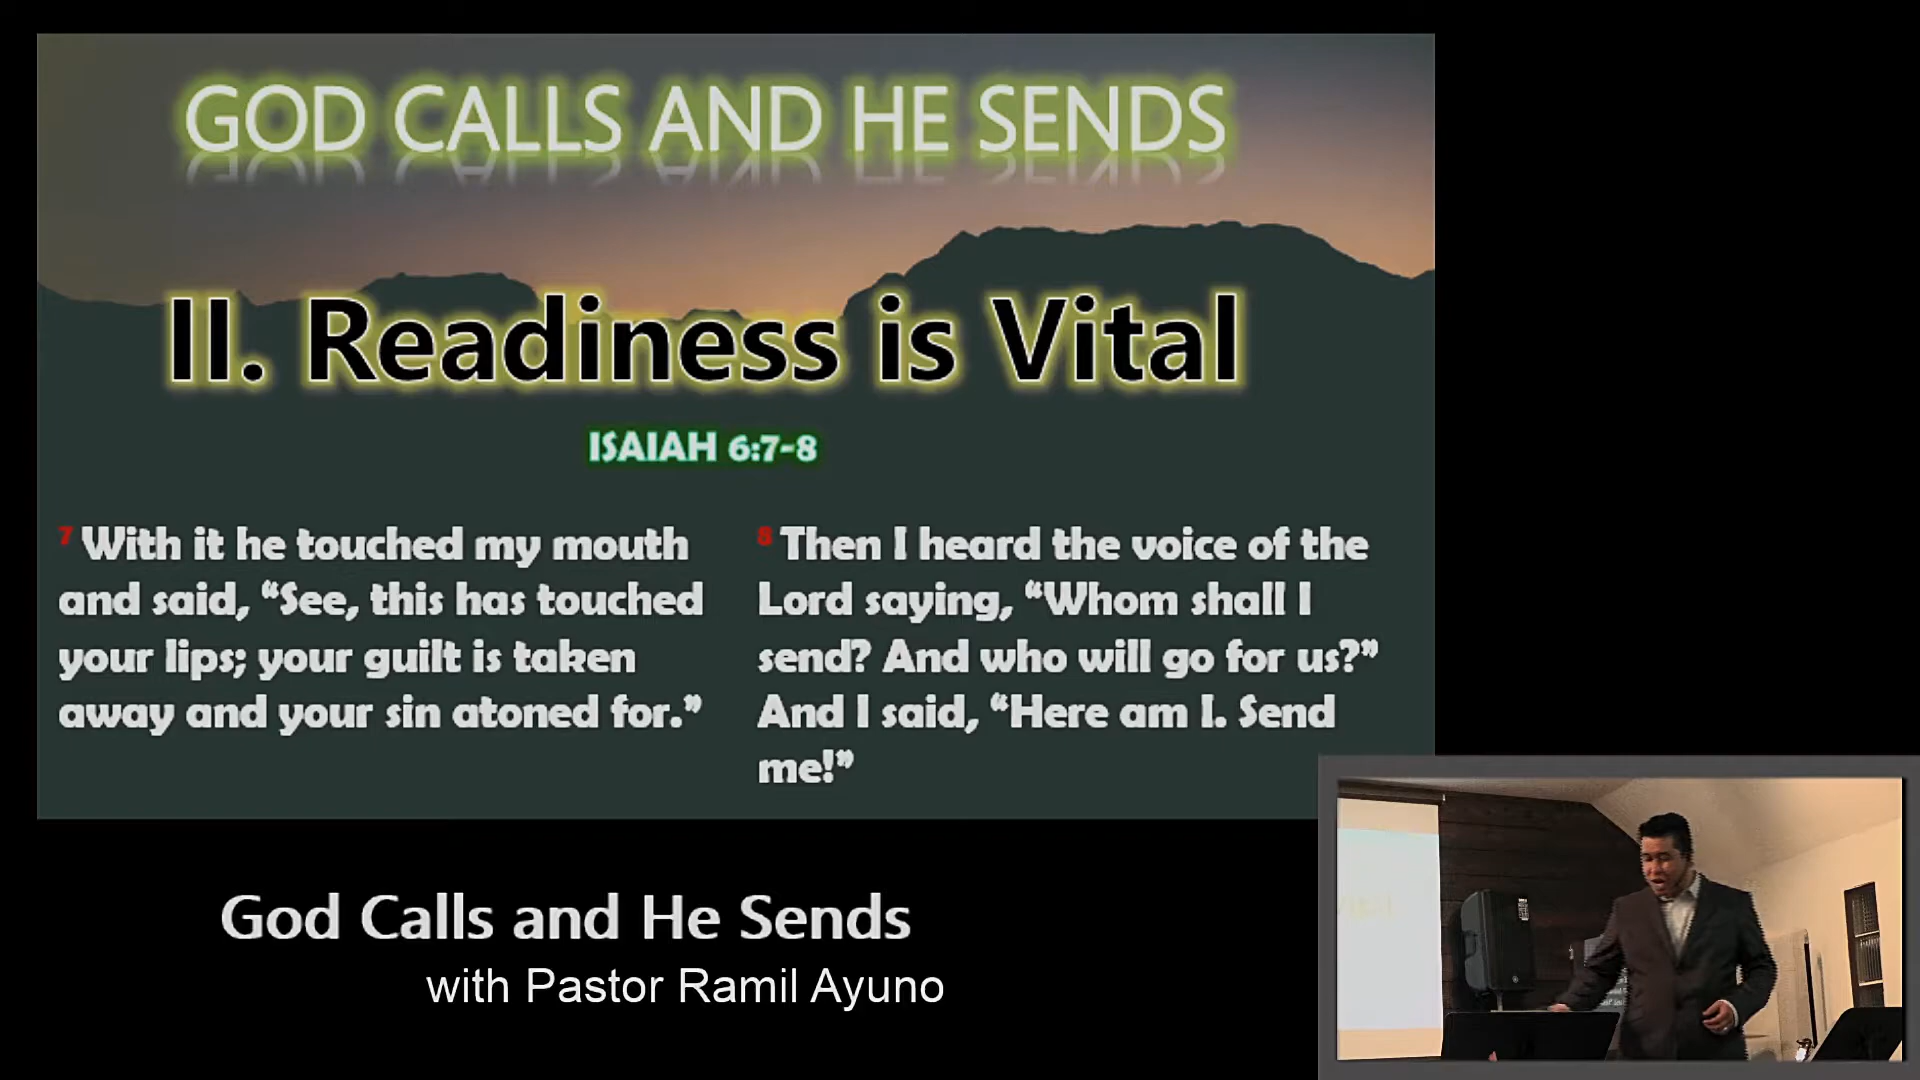 GOD CALLS AND HE SENDS
II. Readiness is Vital
ISAIAH 6:7-8
7 With it he touched my mouth
and said, “See, this has touched
your lips; your guilt is taken
away and your sin atoned for.”
8 Then I heard the voice of the
Lord saying, “Whom shall I
send? And who will go for us?”
And I said, “Here am I. Send
me!”
God Calls and He Sends
with Pastor Ramil Ayuno